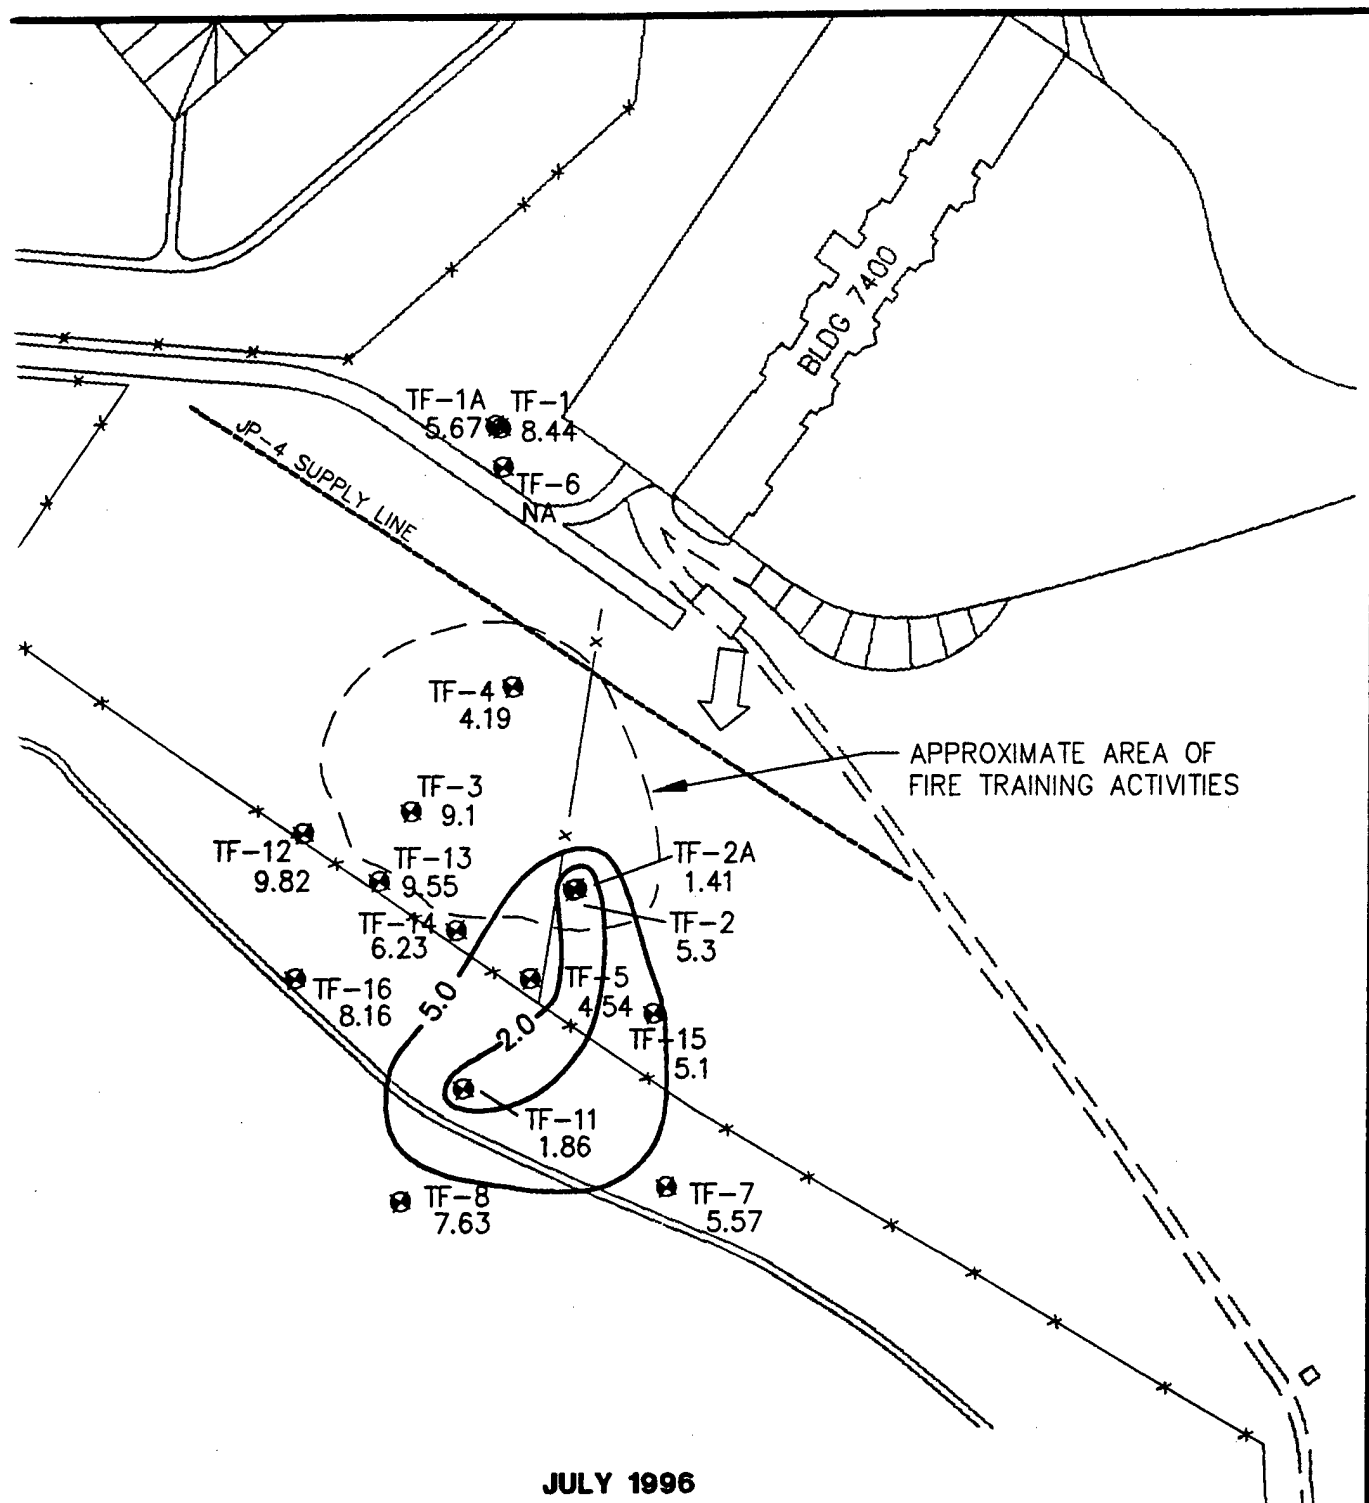 BLDG 7400
TF-1A TF-1
5.67 8.44
TF-6
NA
JP-4 SUPPLY LINE
TF-4
4.19
APPROXIMATE AREA OF
FIRE TRAINING ACTIVITIES
TF-3
9.1
TF-12
9.82
TF-13
9.55
TF-2A
1.41
TF-14
6.23
TF-2
5.3
TF-16
8.16
5.0
TF-5
4.54
2.0
TF-15
5.1
TF-11
1.86
TF-8
7.63
TF-7
5.57
JULY 1996